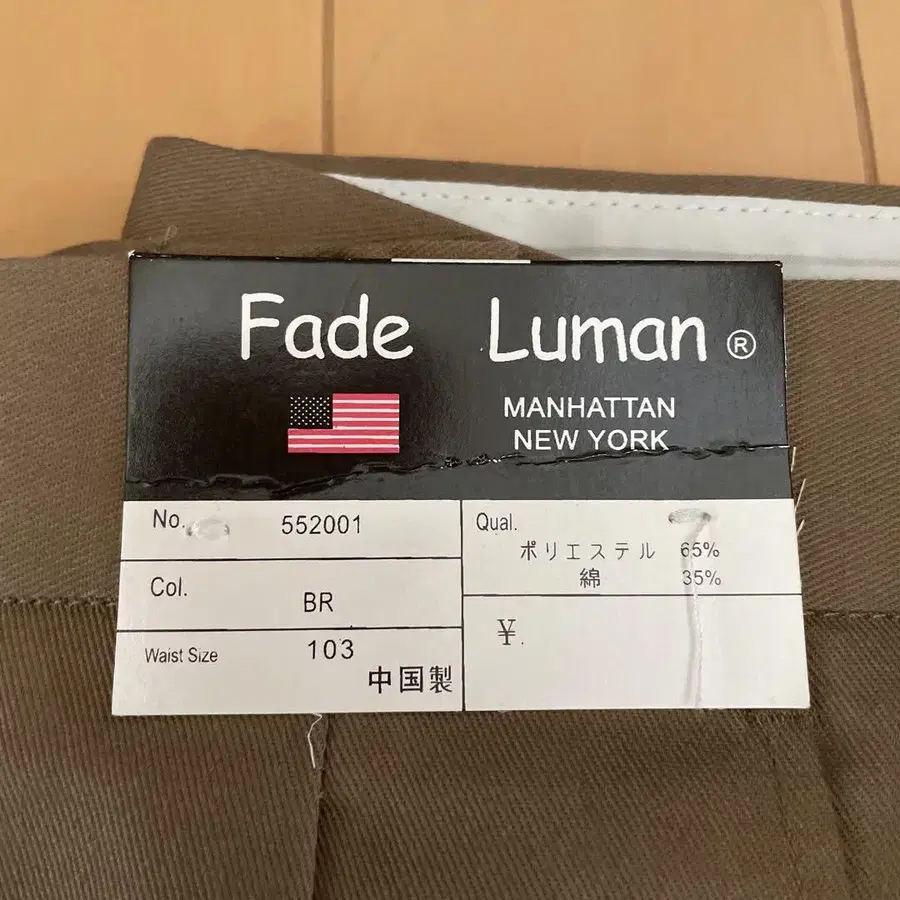 Fade Luman ®
MANHATTAN
NEW YORK
No. 552001
Col. BR
Waist Size 103
中国製
Qual.
ポリエステル 65%
綿 35%
¥.